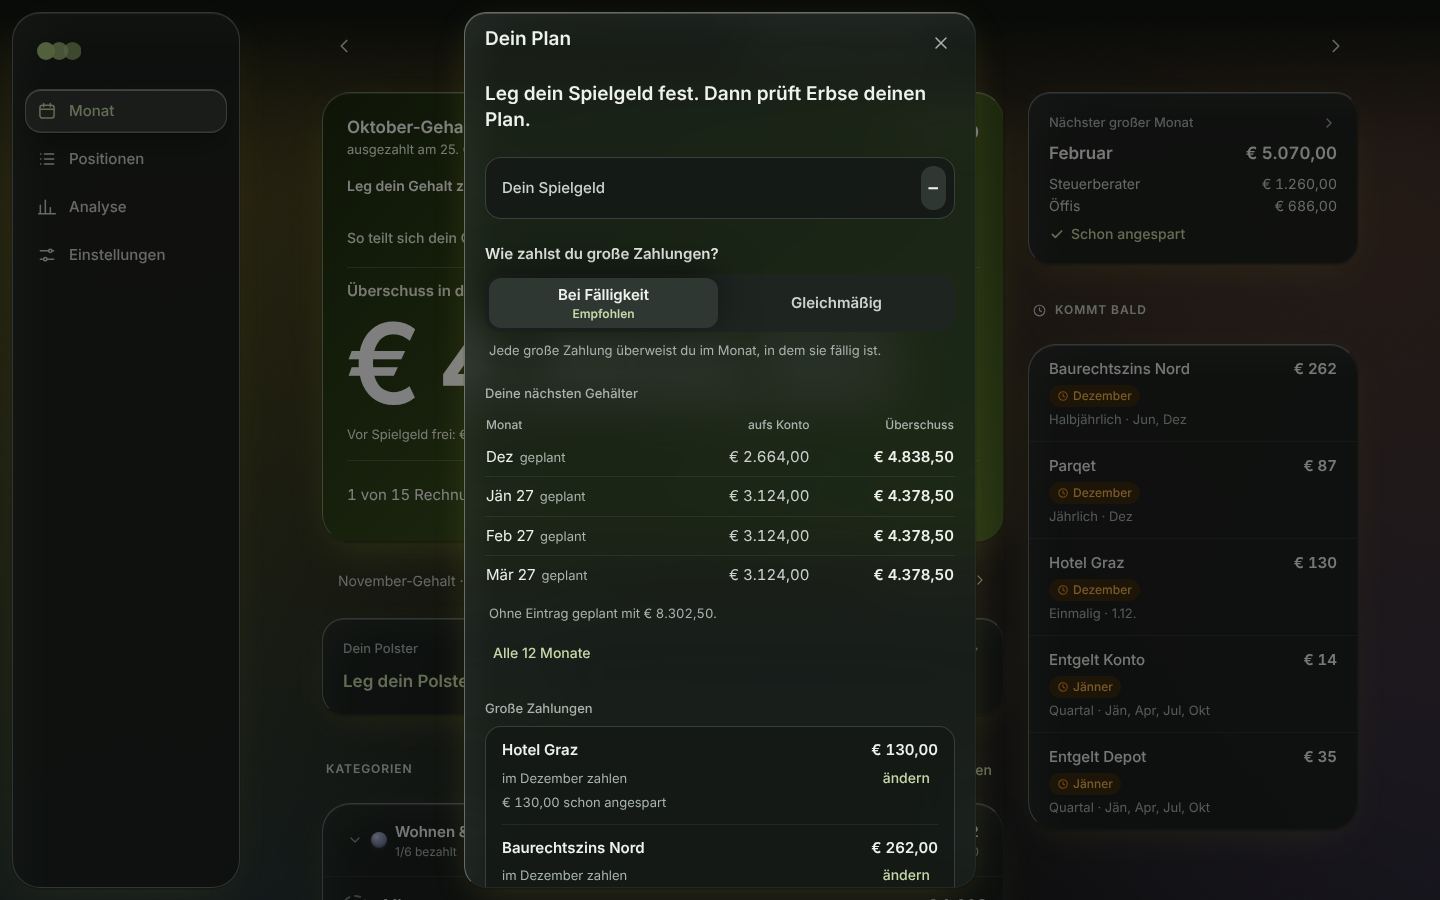 Monat
Positionen
Analyse
Einstellungen
Oktober-Geha
ausgezahlt am 25.
Leg dein Gehalt z
So teilt sich dein
Überschuss in d
€ 4
Vor Spielgeld frei: €
1 von 15 Rechnu
November-Gehalt ·
Dein Polster
Leg dein Polste
KATEGORIEN
en
Wohnen &
1/6 bezahlt
Dein Plan
Leg dein Spielgeld fest. Dann prüft Erbse deinen
Plan.
Dein Spielgeld
–
Wie zahlst du große Zahlungen?
Bei Fälligkeit
Empfohlen
Gleichmäßig
Jede große Zahlung überweist du im Monat, in dem sie fällig ist.
Deine nächsten Gehälter
Monat aufs Konto Überschuss
Dez geplant € 2.664,00 € 4.838,50
Jän 27 geplant € 3.124,00 € 4.378,50
Feb 27 geplant € 3.124,00 € 4.378,50
Mär 27 geplant € 3.124,00 € 4.378,50
Ohne Eintrag geplant mit € 8.302,50.
Alle 12 Monate
Große Zahlungen
Hotel Graz € 130,00
im Dezember zahlen ändern
€ 130,00 schon angespart
Baurechtszins Nord € 262,00
im Dezember zahlen ändern
Nächster großer Monat
Februar € 5.070,00
Steuerberater € 1.260,00
Öffis € 686,00
Schon angespart
KOMMT BALD
Baurechtszins Nord € 262
Dezember
Halbjährlich · Jun, Dez
Parqet € 87
Dezember
Jährlich · Dez
Hotel Graz € 130
Dezember
Einmalig · 1.12.
Entgelt Konto € 14
Jänner
Quartal · Jän, Apr, Jul, Okt
Entgelt Depot € 35
Jänner
Quartal · Jän, Apr, Jul, Okt